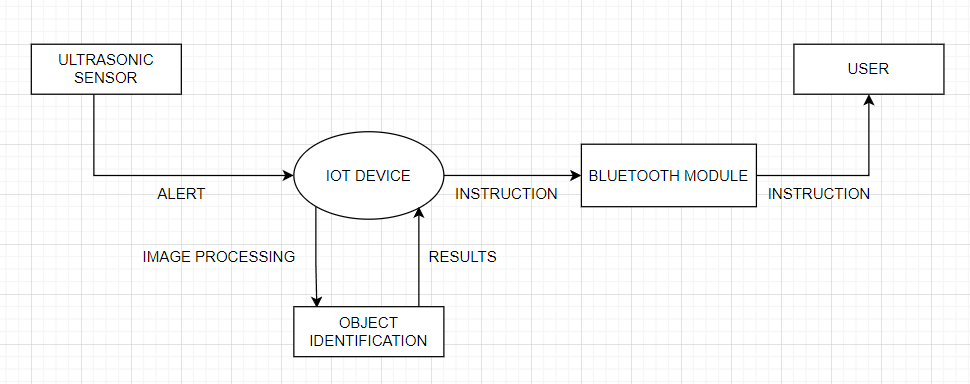 ULTRASONIC
SENSOR
USER
IOT DEVICE
BLUETOOTH MODULE
ALERT
INSTRUCTION
INSTRUCTION
IMAGE PROCESSING
RESULTS
OBJECT
IDENTIFICATION